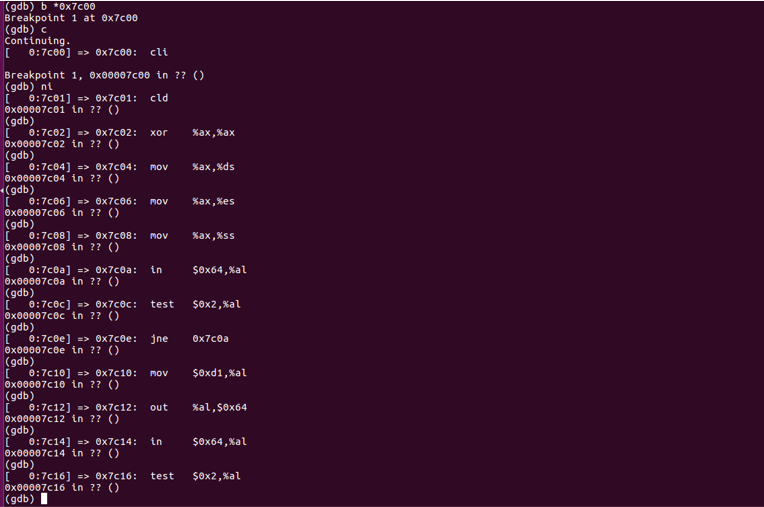 (gdb) b *0x7c00
Breakpoint 1 at 0x7c00
(gdb) c
Continuing.
[   0:7c00] => 0x7c00:  cli
Breakpoint 1, 0x00007c00 in ?? ()
(gdb) ni
[   0:7c01] => 0x7c01:  cld
0x00007c01 in ?? ()
(gdb)
[   0:7c02] => 0x7c02:  xor    %ax,%ax
0x00007c02 in ?? ()
(gdb)
[   0:7c04] => 0x7c04:  mov    %ax,%ds
0x00007c04 in ?? ()
(gdb)
[   0:7c06] => 0x7c06:  mov    %ax,%es
0x00007c06 in ?? ()
(gdb)
[   0:7c08] => 0x7c08:  mov    %ax,%ss
0x00007c08 in ?? ()
(gdb)
[   0:7c0a] => 0x7c0a:  in     $0x64,%al
0x00007c0a in ?? ()
(gdb)
[   0:7c0c] => 0x7c0c:  test   $0x2,%al
0x00007c0c in ?? ()
(gdb)
[   0:7c0e] => 0x7c0e:  jne    0x7c0a
0x00007c0e in ?? ()
(gdb)
[   0:7c10] => 0x7c10:  mov    $0xd1,%al
0x00007c10 in ?? ()
(gdb)
[   0:7c12] => 0x7c12:  out    %al,$0x64
0x00007c12 in ?? ()
(gdb)
[   0:7c14] => 0x7c14:  in     $0x64,%al
0x00007c14 in ?? ()
(gdb)
[   0:7c16] => 0x7c16:  test   $0x2,%al
0x00007c16 in ?? ()
(gdb)